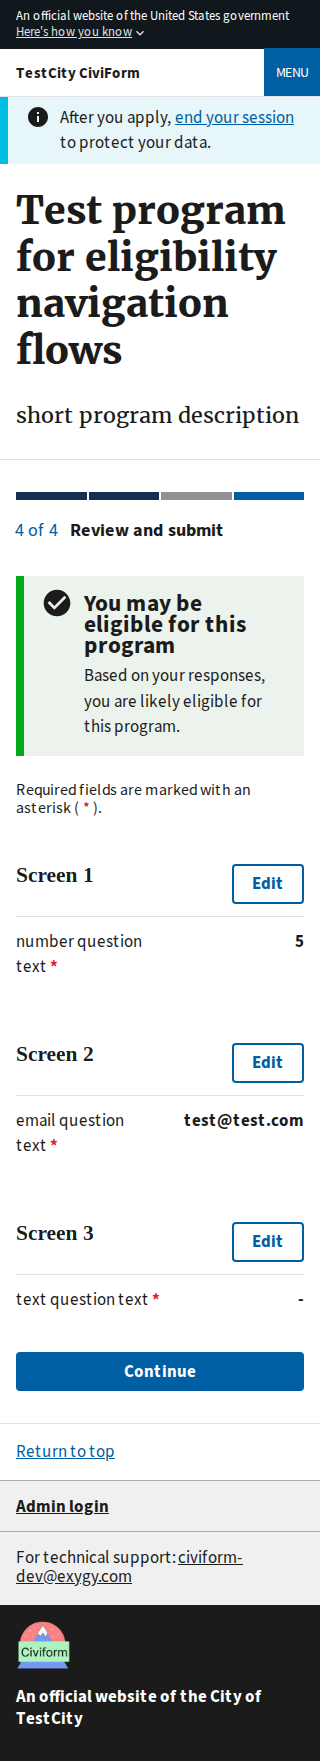 An official website of the United States government
Here's how you know
TestCity CiviForm
MENU
After you apply, end your session
to protect your data.
Test program
for eligibility
navigation
flows
short program description
4 of 4 Review and submit
You may be
eligible for this
program
Based on your responses,
you are likely eligible for
this program.
Required fields are marked with an
asterisk ( * ).
Screen 1
Edit
number question
text *
5
Screen 2
Edit
email question
text *
test@test.com
Screen 3
Edit
text question text *
-
Continue
Return to top
Admin login
For technical support: civiform-
dev@exygy.com
Civiform
An official website of the City of
TestCity